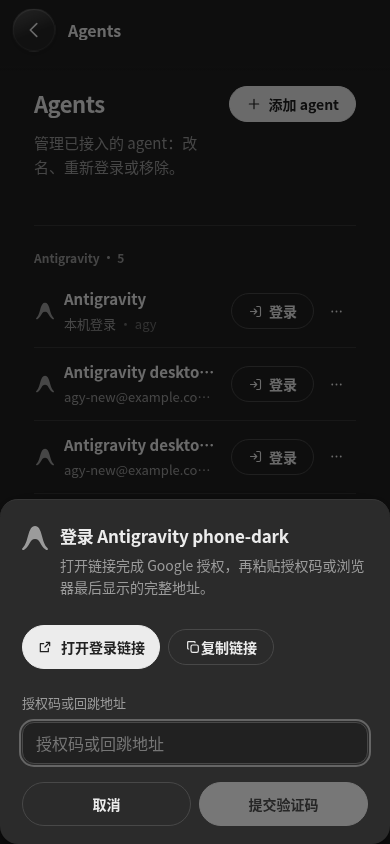 Agents
Agents
添加 agent
管理已接入的 agent：改
名、重新登录或移除。
Antigravity · 5
Antigravity
本机登录 · agy
登录
Antigravity deskto···
agy-new@example.co···
登录
Antigravity deskto···
agy-new@example.co···
登录
登录 Antigravity phone-dark
打开链接完成 Google 授权，再粘贴授权码或浏览
器最后显示的完整地址。
打开登录链接
复制链接
授权码或回跳地址
授权码或回跳地址
取消
提交验证码